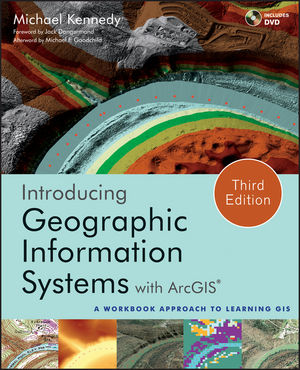 Michael Kennedy
Foreword by Jack Dangermond
Afterword by Michael F. Goodchild
INCLUDES
DVD
Third
Edition
Introducing
Geographic
Information
Systems with ArcGIS®
A WORKBOOK APPROACH TO LEARNING GIS